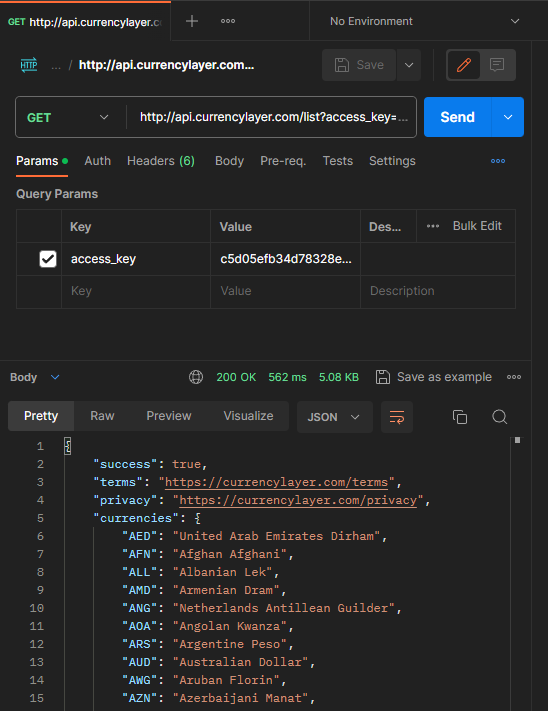 GET http://api.currencylayer.c
No Environment
HTTP ... / http://api.currencylayer.com... Save
GET http://api.currencylayer.com/list?access_key=... Send
Params Auth Headers (6) Body Pre-req. Tests Settings
Query Params
Key Value Des... Bulk Edit
access_key c5d05efb34d78328e...
Key Value Description
Body 200 OK 562 ms 5.08 KB Save as example
Pretty Raw Preview Visualize JSON
1 {
2 "success": true,
3 "terms": "https://currencylayer.com/terms",
4 "privacy": "https://currencylayer.com/privacy",
5 "currencies": {
6 "AED": "United Arab Emirates Dirham",
7 "AFN": "Afghan Afghani",
8 "ALL": "Albanian Lek",
9 "AMD": "Armenian Dram",
10 "ANG": "Netherlands Antillean Guilder",
11 "AOA": "Angolan Kwanza",
12 "ARS": "Argentine Peso",
13 "AUD": "Australian Dollar",
14 "AWG": "Aruban Florin",
15 "AZN": "Azerbaijani Manat",